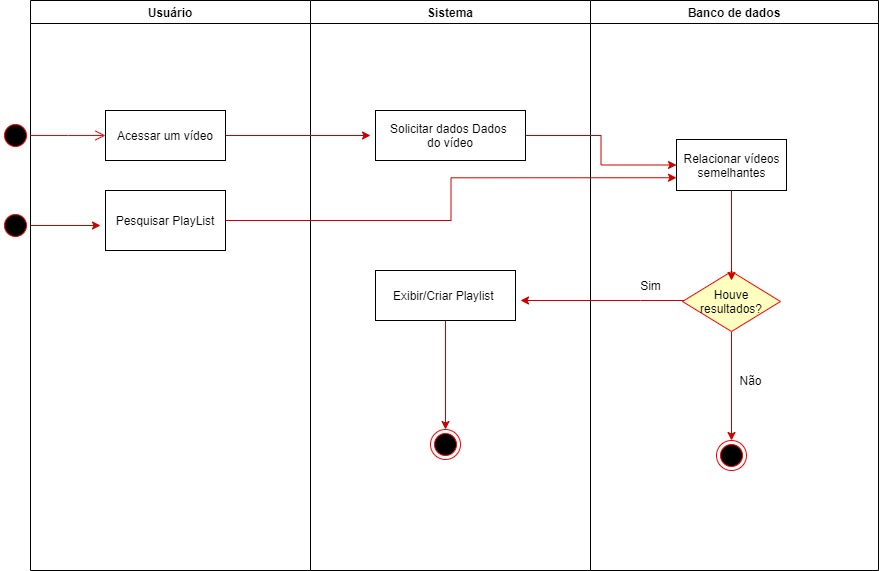 Usuário
Sistema
Banco de dados
Acessar um vídeo
Solicitar dados Dados
do vídeo
Relacionar vídeos
semelhantes
Pesquisar PlayList
Exibir/Criar Playlist
Sim
Houve
resultados?
Não